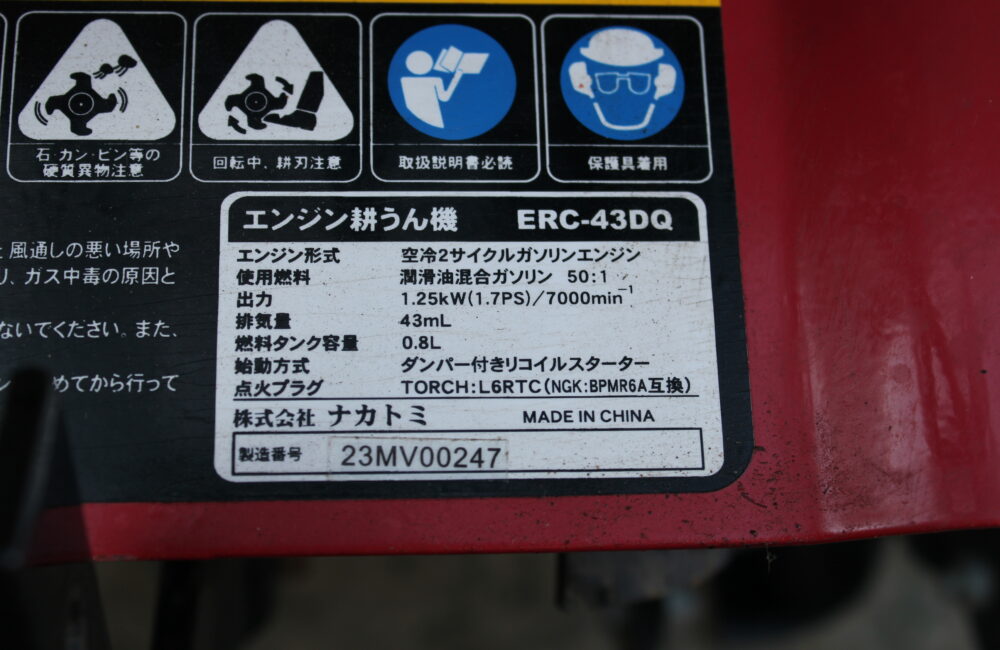 石・カン・ビン等の
硬質異物注意
回転中、耕刃注意
取扱説明書必読
保護具着用
風通しの悪い場所や
り、ガス中毒の原因と
ないでください。また、
めてから行って
エンジン耕うん機 ERC-43DQ
エンジン形式 空冷2サイクルガソリンエンジン
使用燃料 潤滑油混合ガソリン 50:1
出力 1.25kW(1.7PS)/7000min⁻¹
排気量 43mL
燃料タンク容量 0.8L
始動方式 ダンパー付きリコイルスターター
点火プラグ TORCH:L6RTC(NGK:BPMR6A互換)
株式会社 ナカトミ MADE IN CHINA
製造番号 23MV00247